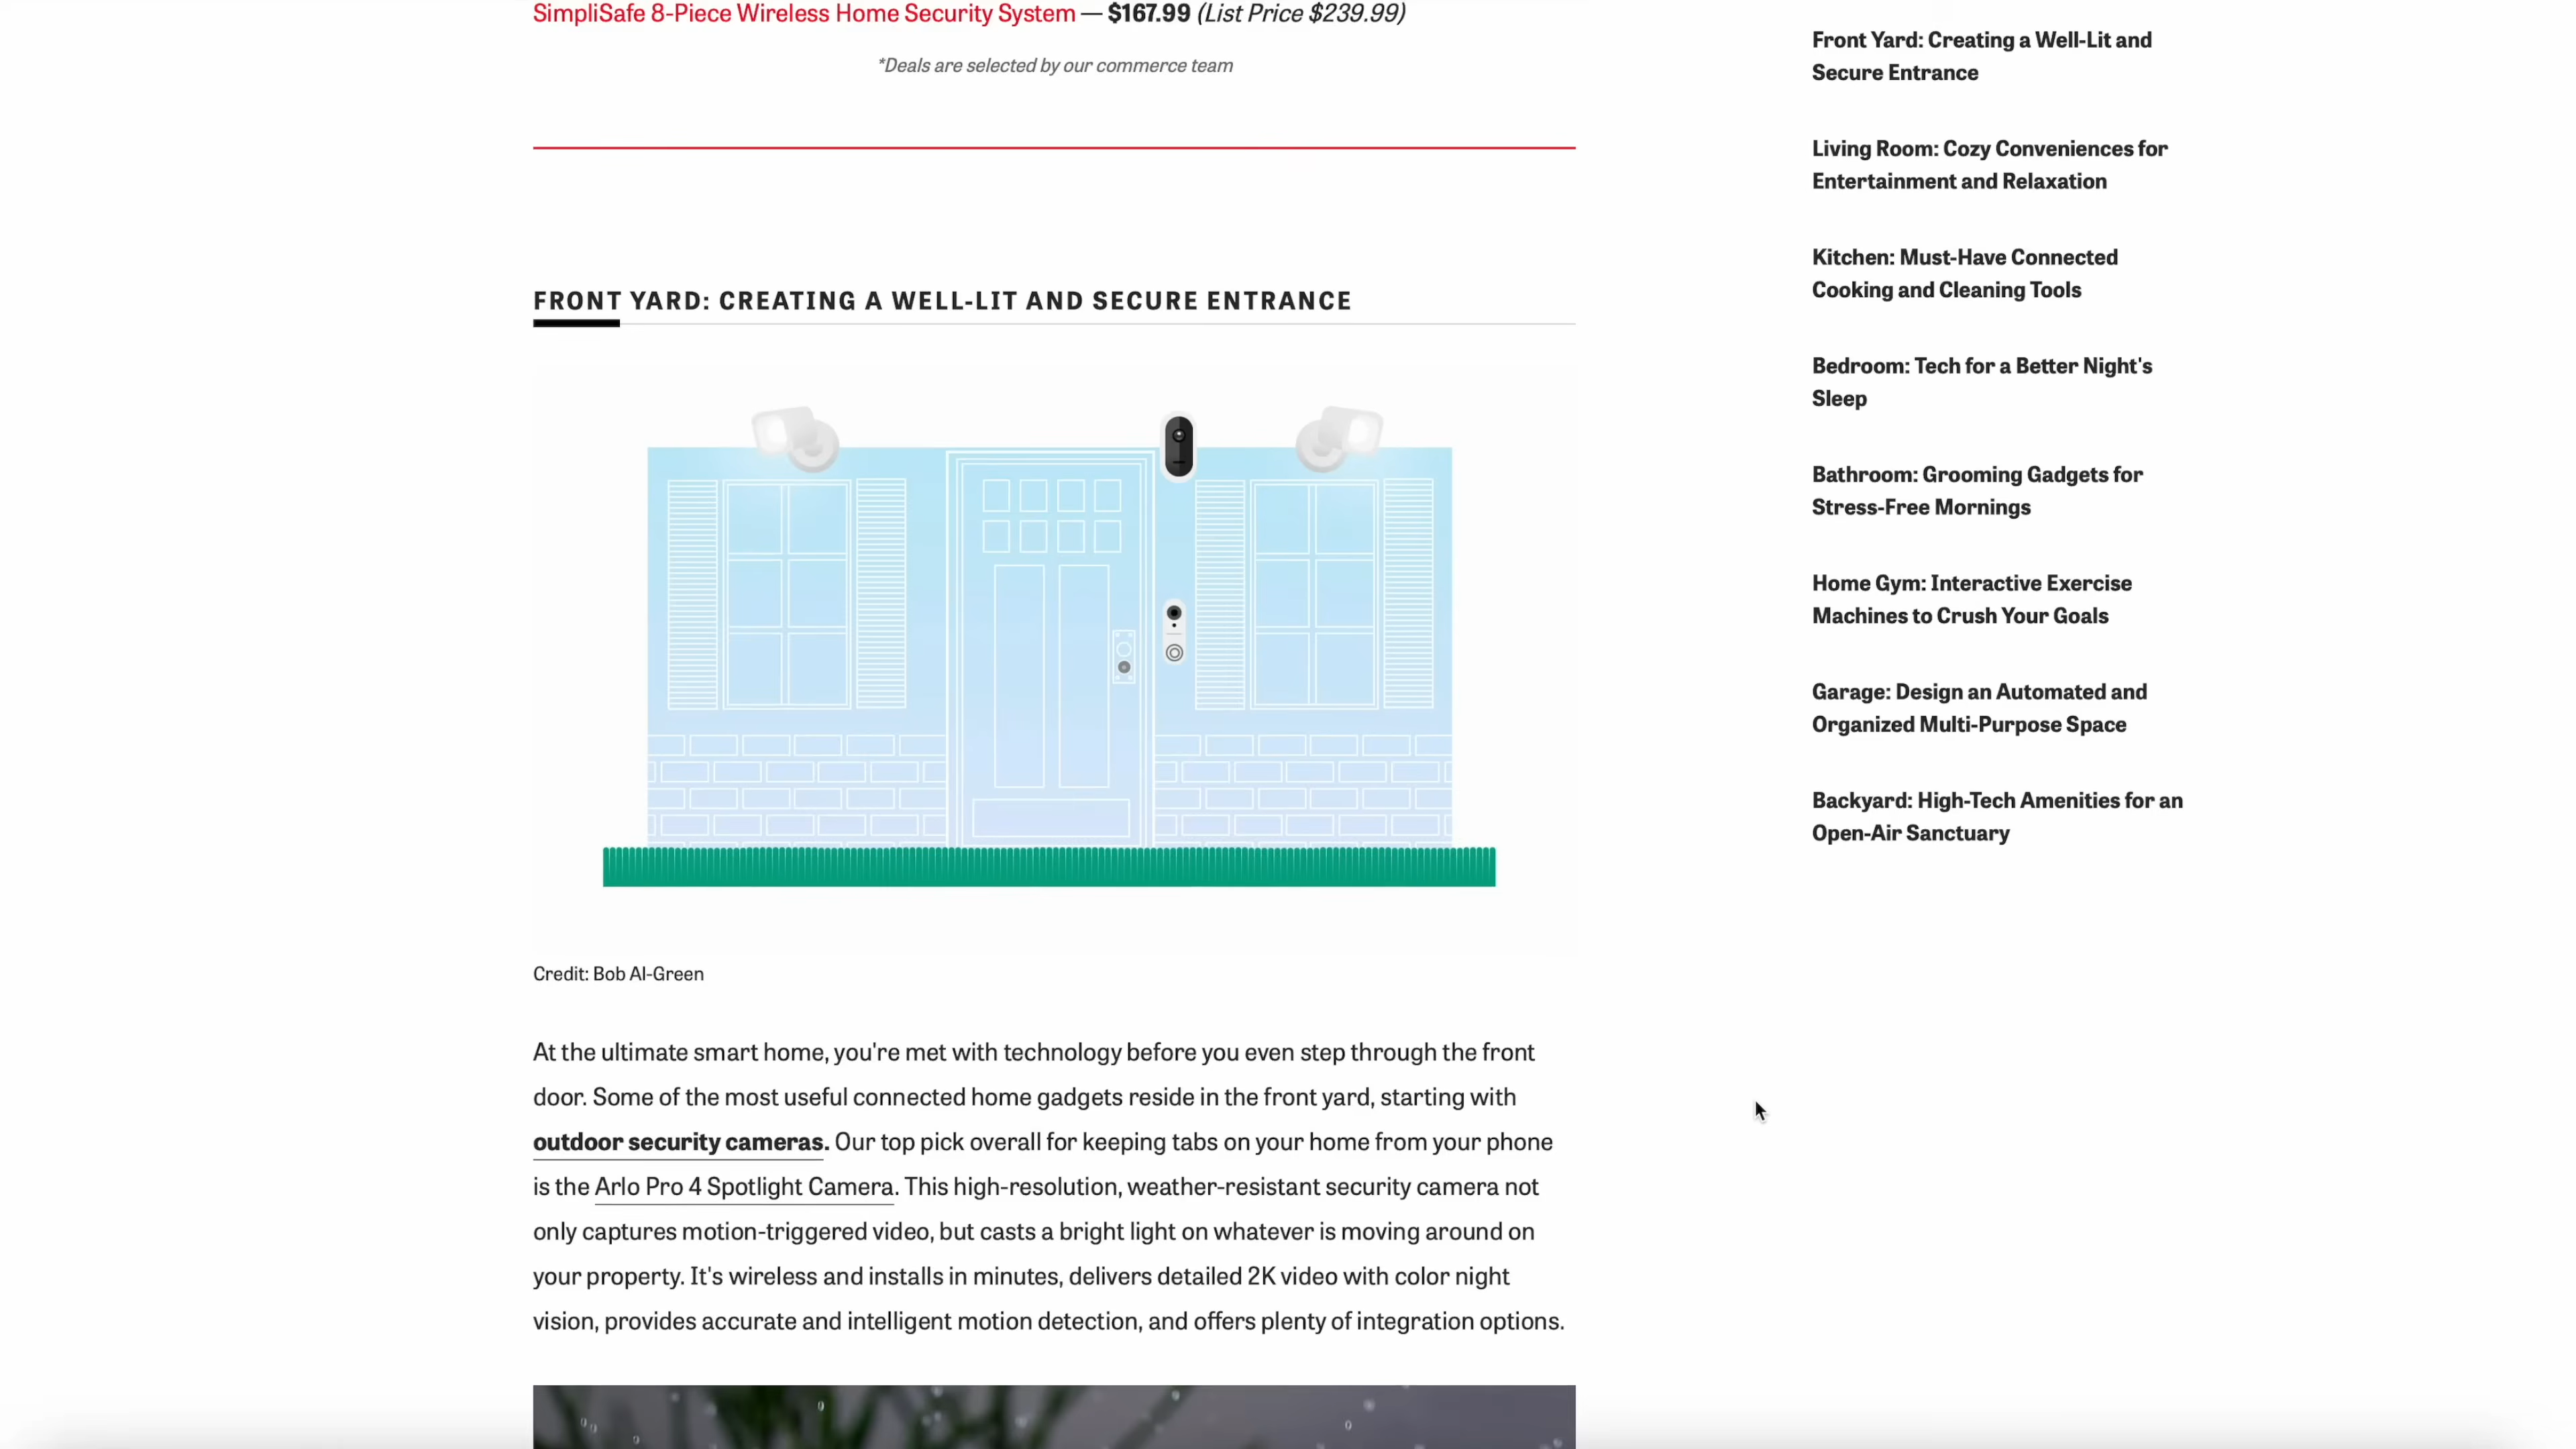 SimpliSafe 8-Piece Wireless Home Security System — $167.99 (List Price $239.99)
*Deals are selected by our commerce team
FRONT YARD: CREATING A WELL-LIT AND SECURE ENTRANCE
Credit: Bob Al-Green
At the ultimate smart home, you're met with technology before you even step through the front
door. Some of the most useful connected home gadgets reside in the front yard, starting with
outdoor security cameras. Our top pick overall for keeping tabs on your home from your phone
is the Arlo Pro 4 Spotlight Camera. This high-resolution, weather-resistant security camera not
only captures motion-triggered video, but casts a bright light on whatever is moving around on
your property. It's wireless and installs in minutes, delivers detailed 2K video with color night
vision, provides accurate and intelligent motion detection, and offers plenty of integration options.
Front Yard: Creating a Well-Lit and
Secure Entrance
Living Room: Cozy Conveniences for
Entertainment and Relaxation
Kitchen: Must-Have Connected
Cooking and Cleaning Tools
Bedroom: Tech for a Better Night's
Sleep
Bathroom: Grooming Gadgets for
Stress-Free Mornings
Home Gym: Interactive Exercise
Machines to Crush Your Goals
Garage: Design an Automated and
Organized Multi-Purpose Space
Backyard: High-Tech Amenities for an
Open-Air Sanctuary